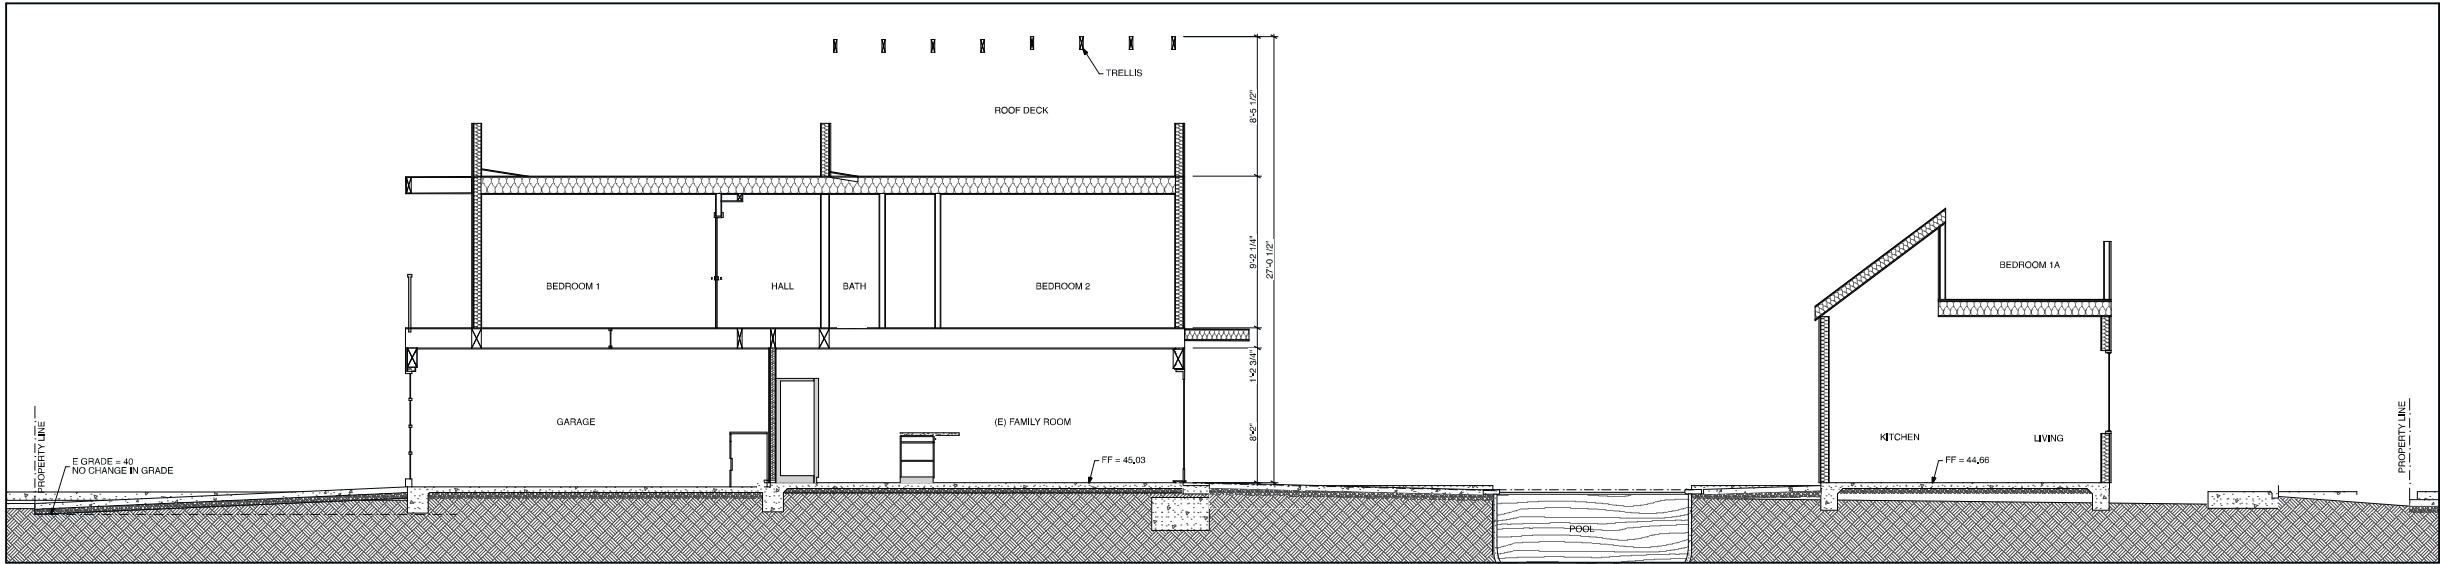 TRELLIS
ROOF DECK
8'-5 1/2"
9'-2 1/4"
27'-0 1/2"
BEDROOM 1
HALL
BATH
BEDROOM 2
BEDROOM 1A
1'-2 3/4"
8'-2"
GARAGE
(E) FAMILY ROOM
KITCHEN
LIVING
PROPERTY LINE
E GRADE = 40
NO CHANGE IN GRADE
FF = 45.03
FF = 44.66
PROPERTY LINE
POOL